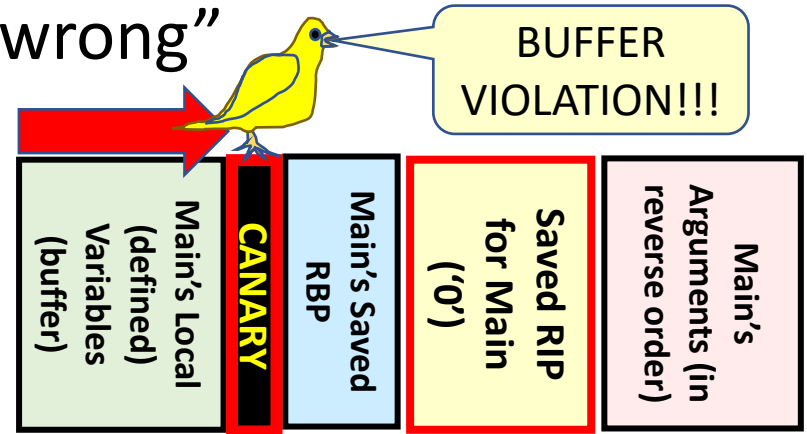 wrong”
BUFFER
VIOLATION!!!
Main’s Local
(defined)
Variables
(buffer)
CANARY
Main’s Saved
RBP
Saved RIP
for Main
(‘0’)
Main’s
Arguments (in
reverse order)